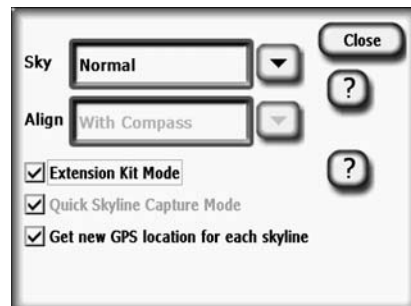 Close
Sky Normal
?
Align With Compass
Extension Kit Mode
?
Quick Skyline Capture Mode
Get new GPS location for each skyline